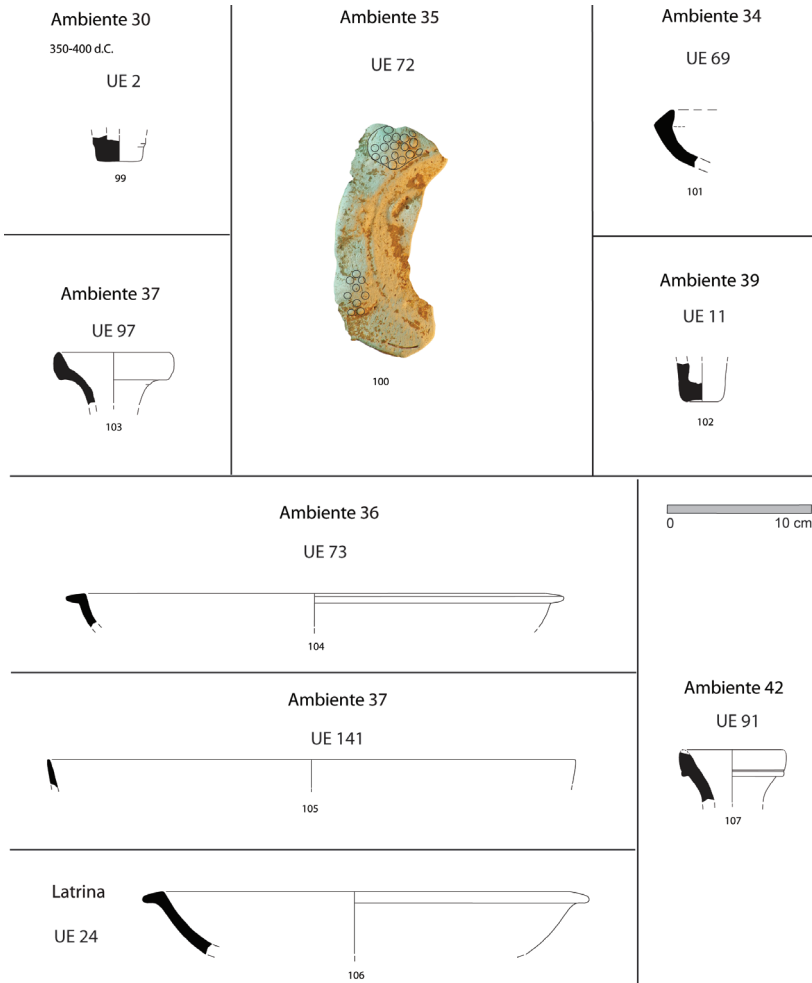 Ambiente 30
350-400 d.C.
UE 2
99
Ambiente 35
UE 72
100
Ambiente 34
UE 69
101
Ambiente 37
UE 97
103
Ambiente 39
UE 11
102
Ambiente 36
UE 73
104
0 10 cm
Ambiente 37
UE 141
105
Ambiente 42
UE 91
107
Latrina
UE 24
106